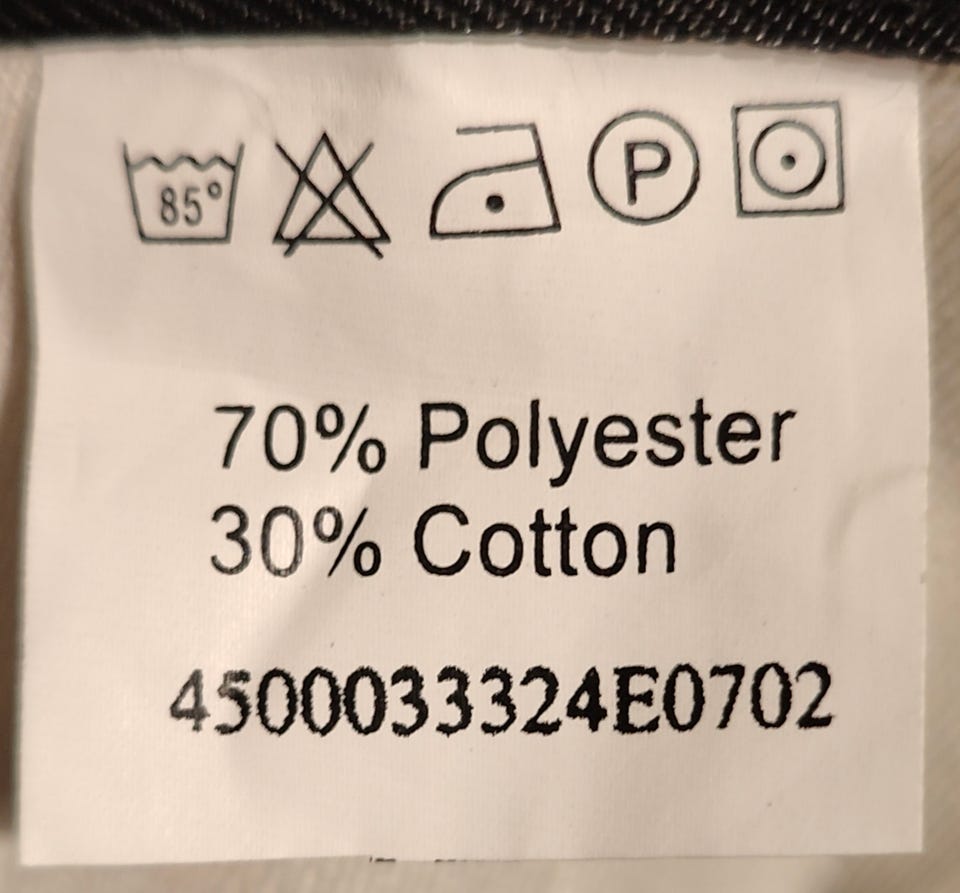 85° P
70% Polyester
30% Cotton
4500033324E0702